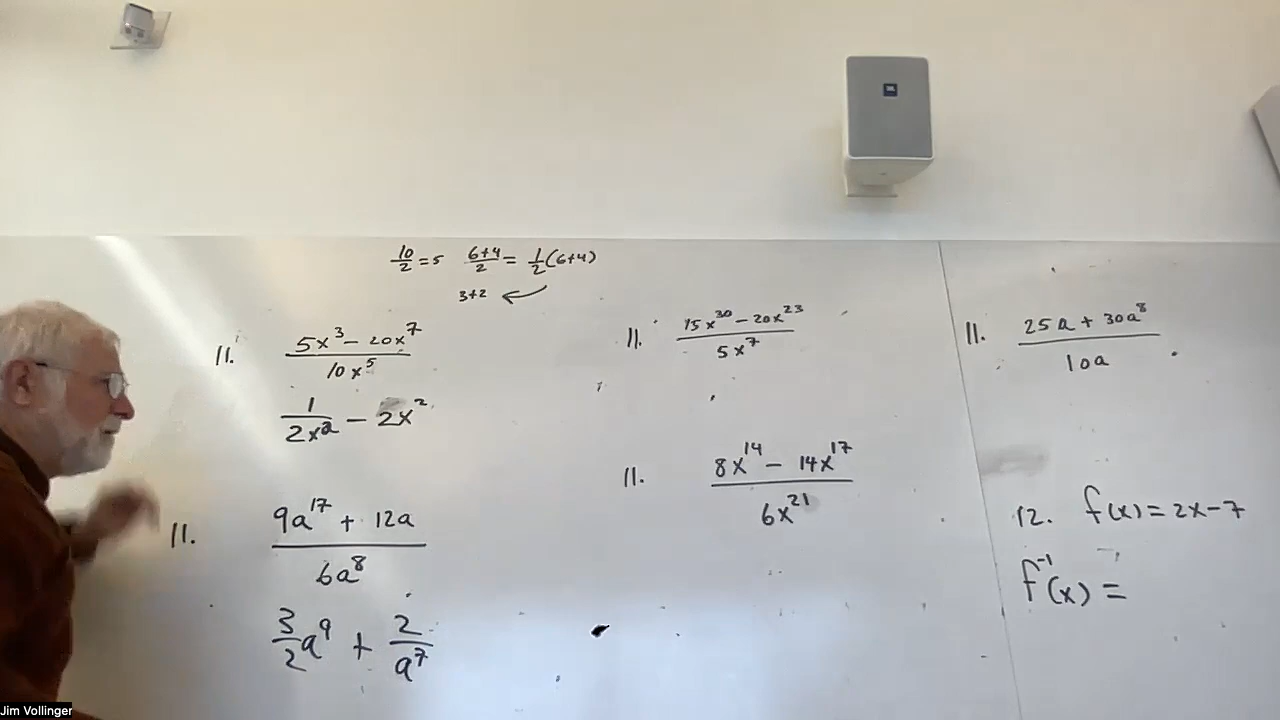 10/2 = 5   6+4/2 = 1/2(6+4)
3+2
11. 5x³ - 20x⁷ / 10x⁵
1/2x² - 2x²
11. 9a¹⁷ + 12a / 6a⁸
3/2 a⁹ + 2/a⁷
11. 15x³⁰ - 20x²³ / 5x⁷
11. 8x¹⁴ - 14x¹⁷ / 6x²¹
11. 25a + 30a⁸ / 10a
12. f(x) = 2x-7
f⁻¹(x) =
JBL
Jim Vollinger